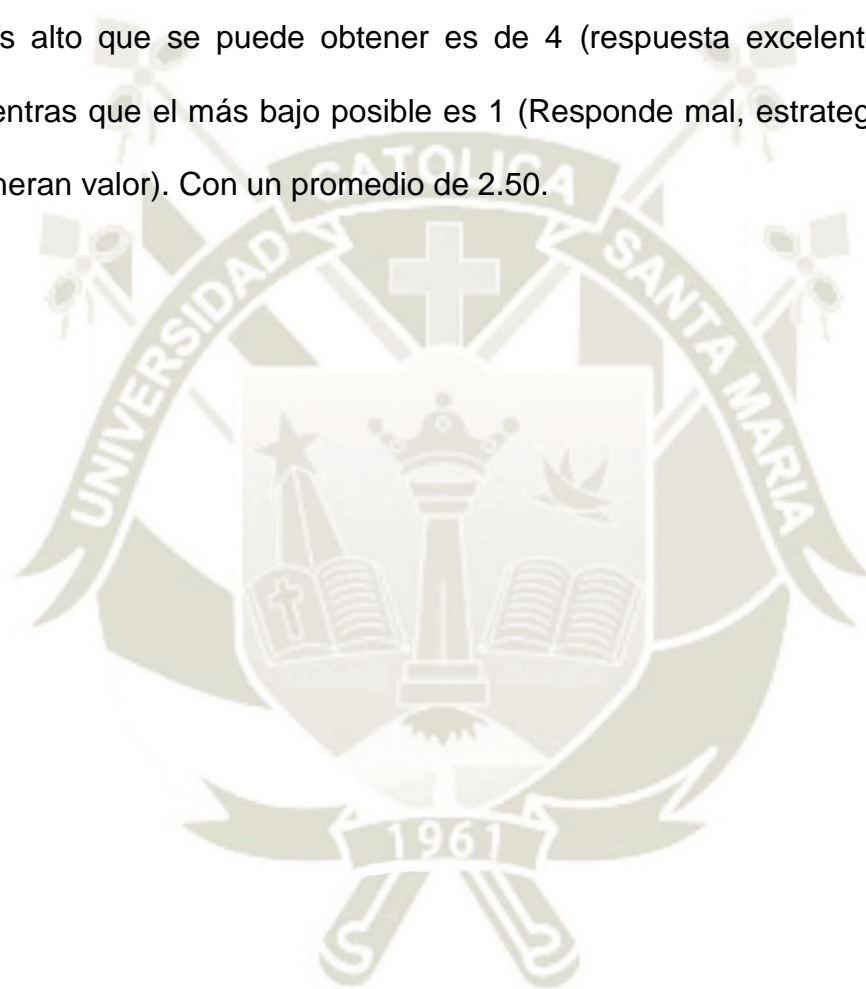 s alto que se puede obtener es de 4 (respuesta excelent
entras que el más bajo posible es 1 (Responde mal, estrateg
neran valor). Con un promedio de 2.50.
UNIVERSIDAD CATOLICA SANTA MARIA
1961